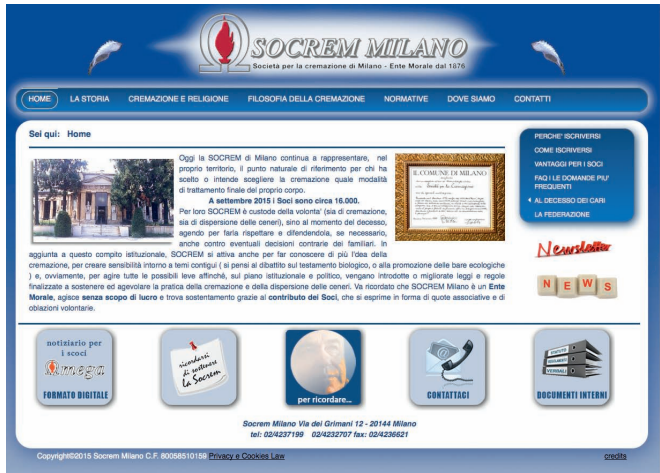 SOCREM MILANO
Società per la cremazione di Milano - Ente Morale dal 1876
HOME LA STORIA CREMAZIONE E RELIGIONE FILOSOFIA DELLA CREMAZIONE NORMATIVE DOVE SIAMO CONTATTI
Sei qui: Home
Oggi la SOCREM di Milano continua a rappresentare, nel
proprio territorio, il punto naturale di riferimento per chi ha
scelto o intende scegliere la cremazione quale modalità
di trattamento finale del proprio corpo.
A settembre 2015 i Soci sono circa 16.000.
Per loro SOCREM è custode della volonta' (sia di cremazione,
sia di dispersione delle ceneri), sino al momento del decesso,
agendo per farla rispettare e difendendola, se necessario,
anche contro eventuali decisioni contrarie dei familiari. In
aggiunta a questo compito istituzionale, SOCREM si attiva anche per far conoscere di più l'idea della
cremazione, per creare sensibilità intorno a temi contigui ( si pensi al dibattito sul testamento biologico, o alla promozione delle bare ecologiche
) e, ovviamente, per agire tutte le possibili leve affinchè, sul piano istituzionale e politico, vengano introdotte o migliorate leggi e regole
finalizzate a sostenere ed agevolare la pratica della cremazione e della dispersione delle ceneri. Va ricordato che SOCREM Milano è un Ente
Morale, agisce senza scopo di lucro e trova sostentamento grazie al contributo dei Soci, che si esprime in forma di quote associative e di
oblazioni volontarie.
IL COMUNE DI MILANO
PERCHE' ISCRIVERSI
COME ISCRIVERSI
VANTAGGI PER I SOCI
FAQ I LE DOMANDE PIU'
FREQUENTI
AL DECESSO DEI CARI
LA FEDERAZIONE
Newsletter
NEWS
notiziario per
i scoci
Omega
FORMATO DIGITALE
ricordarsi
di sostenere
la Socrem
per ricordare...
CONTATTACI
STATUTO
DOCUMENTI
VERBALI
DOCUMENTI INTERNI
Socrem Milano Via dei Grimani 12 - 20144 Milano
tel: 02/4237199 02/4232707 fax: 02/4236621
Copyright©2015 Socrem Milano C.F. 80058510159 Privacy e Cookies Law
credits